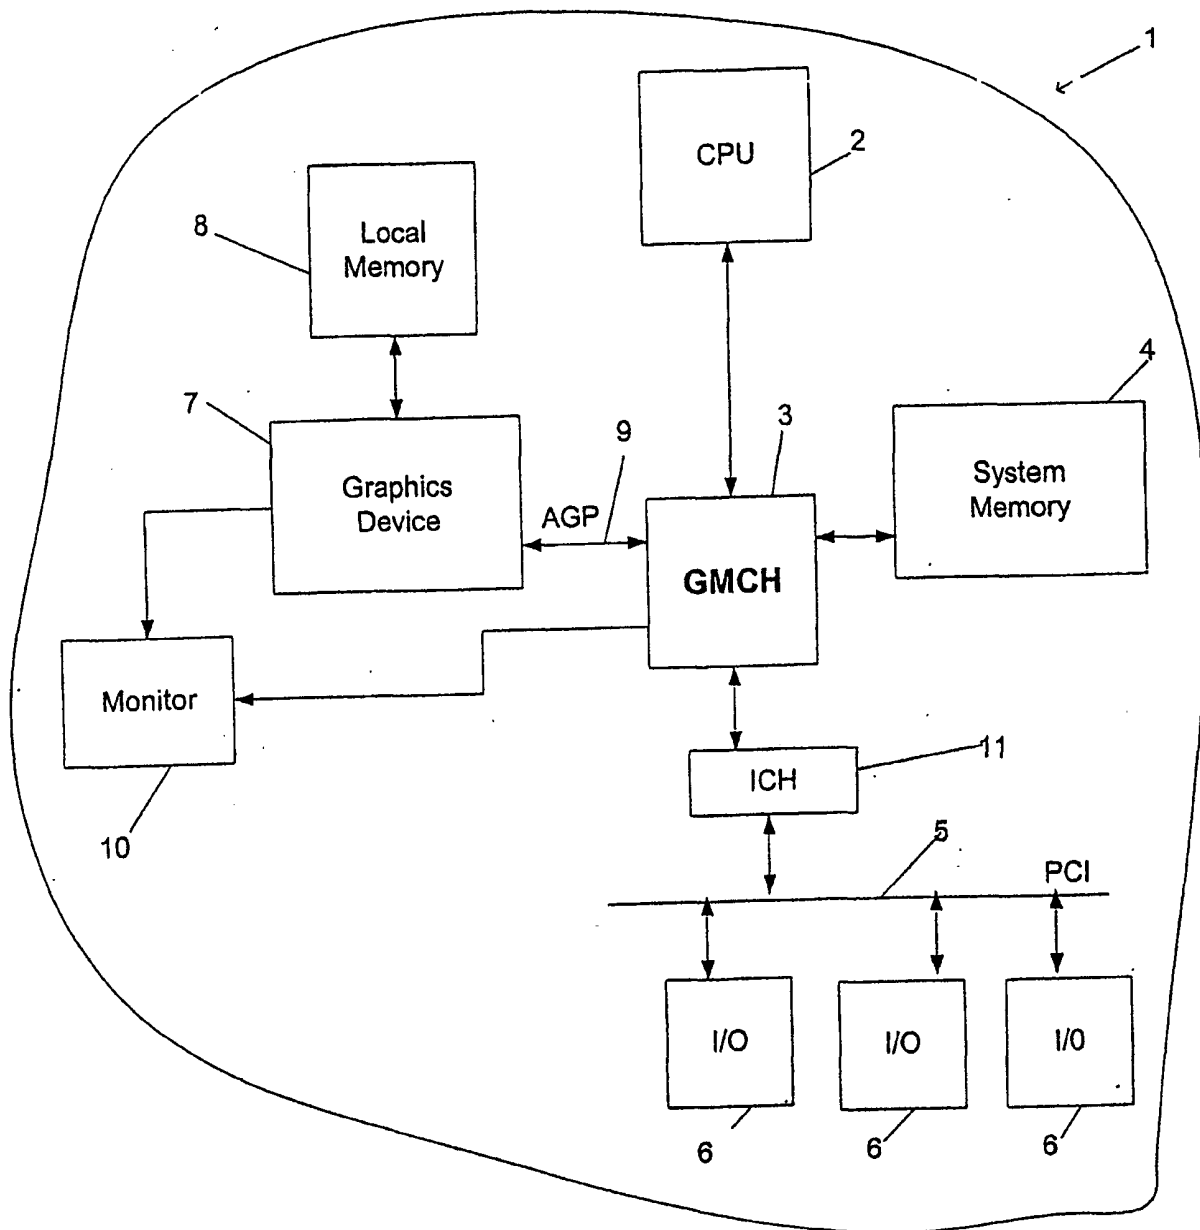 1
CPU
2
Local
Memory
8
4
7
3
9
System
Memory
Graphics
Device
AGP
GMCH
Monitor
11
ICH
10
5
PCI
I/O
I/O
I/0
6
6
6